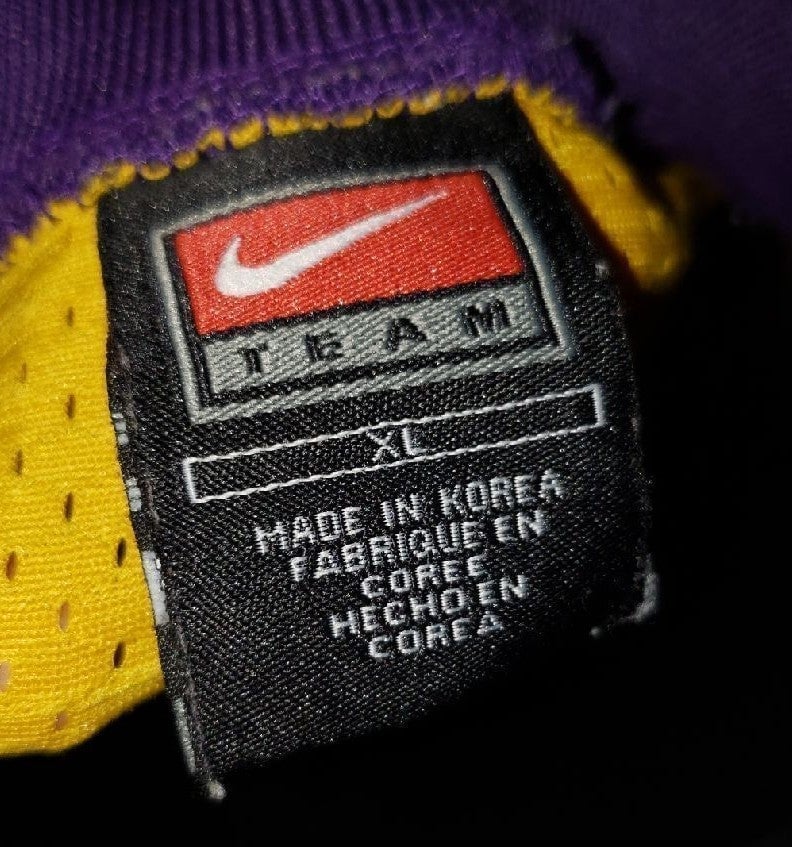 TEAM
XL
MADE IN KOREA
FABRIQUE EN
COREE
HECHO EN
COREA